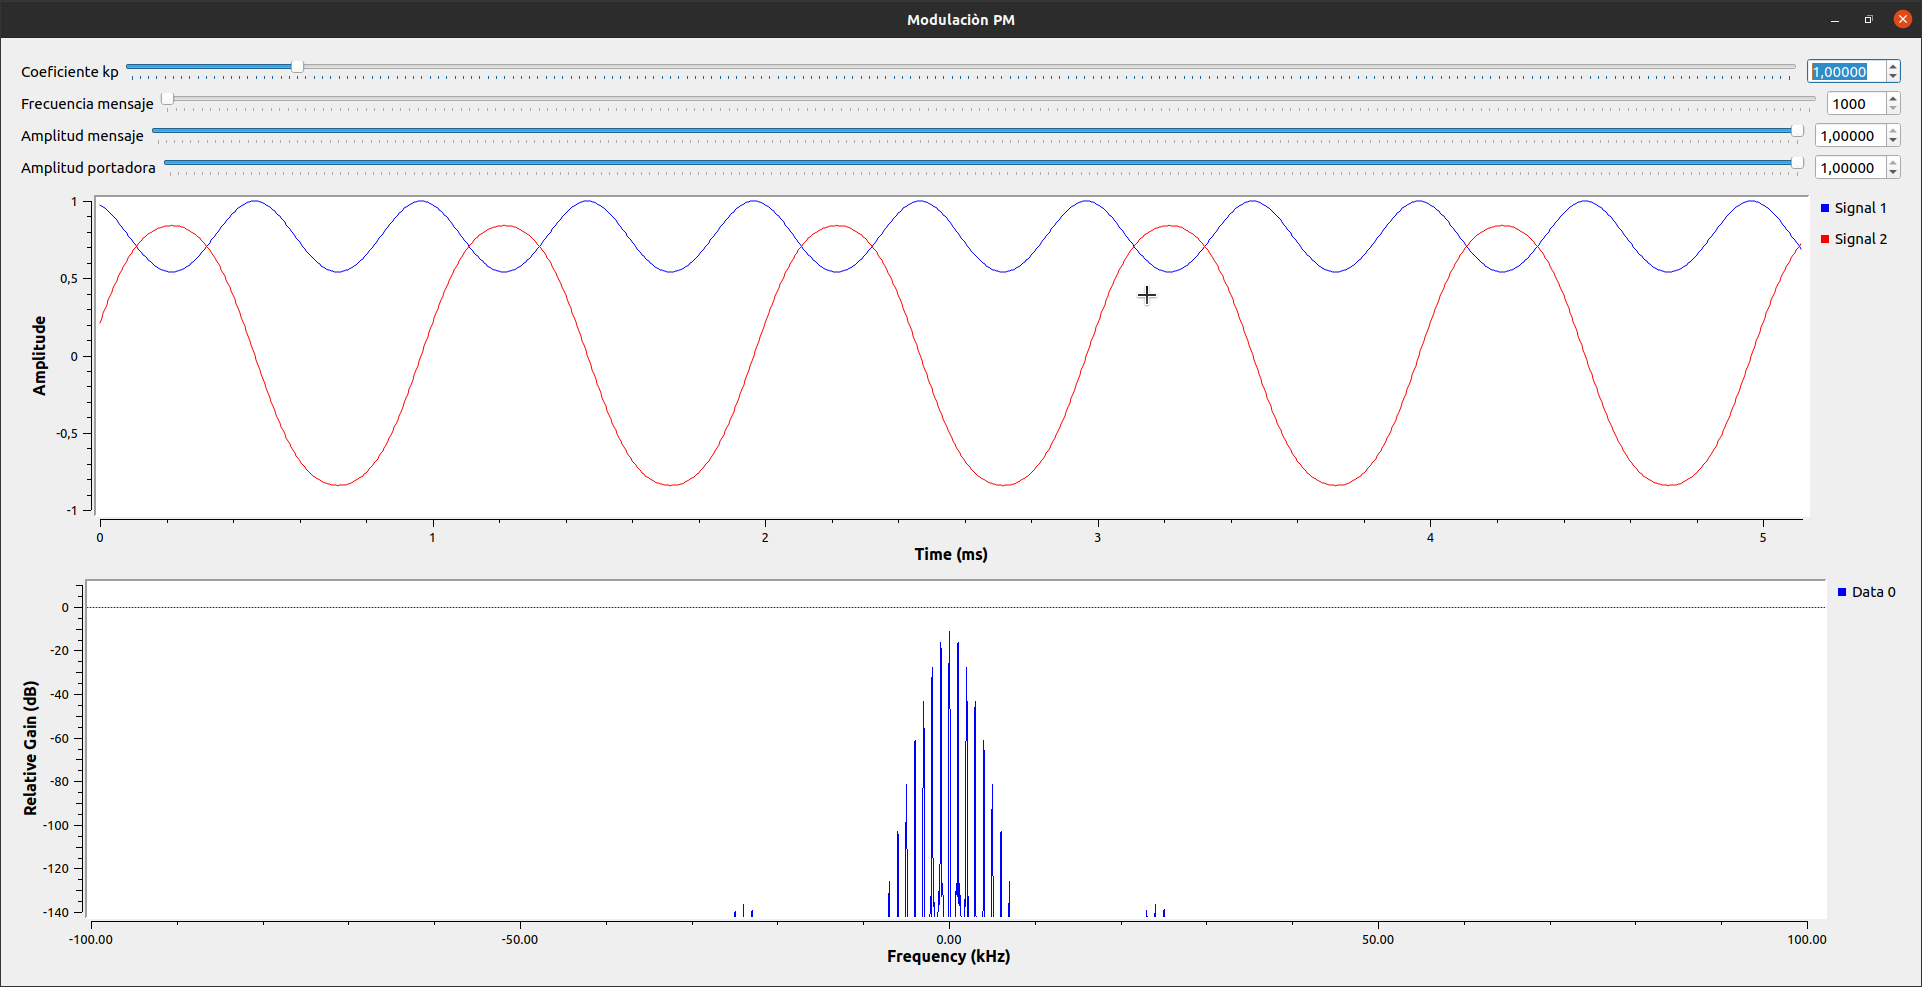 Modulaciòn PM
Coeficiente kp 1,00000
Frecuencia mensaje 1000
Amplitud mensaje 1,00000
Amplitud portadora 1,00000
1
0,5
0
-0,5
-1
Amplitude
0 1 2 3 4 5
Time (ms)
Signal 1
Signal 2
0
-20
-40
-60
-80
-100
-120
-140
Relative Gain (dB)
-100.00 -50.00 0.00 50.00 100.00
Frequency (kHz)
Data 0